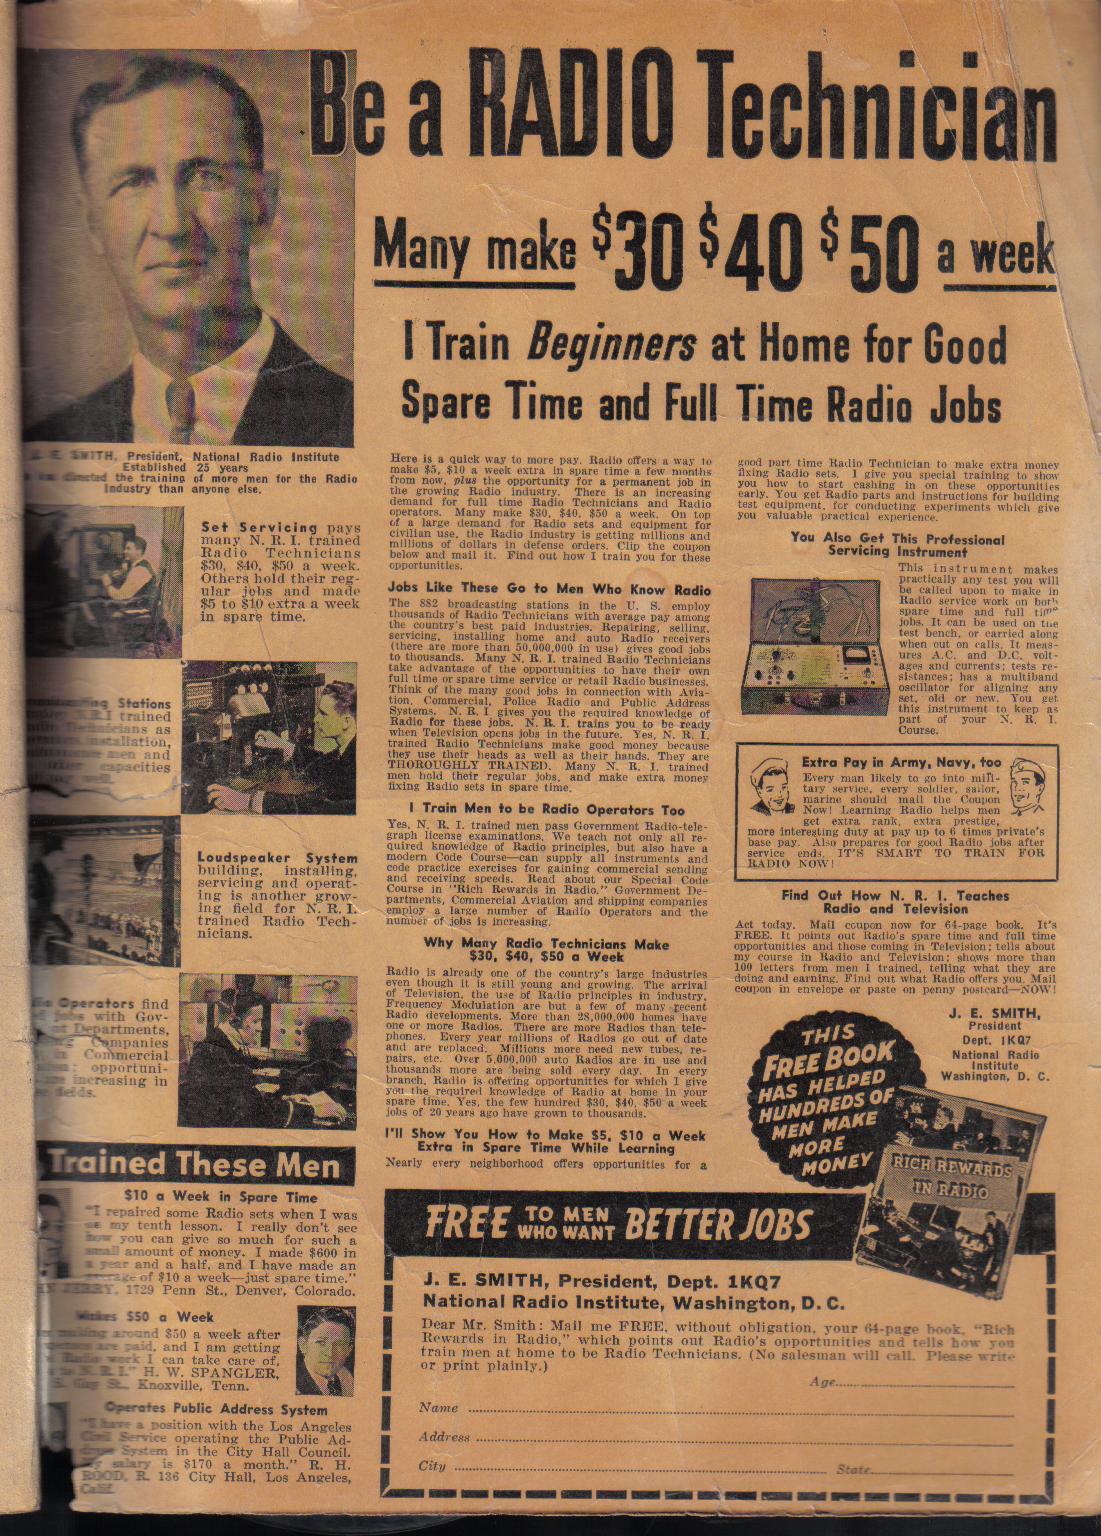 Be a RADIO Technician
Many make $30 $40 $50 a week
I Train Beginners at Home for Good
Spare Time and Full Time Radio Jobs
J. E. SMITH, President, National Radio Institute
Established 25 years
directed the training of more men for the Radio
Industry than anyone else.
Set Servicing pays
many N. R. I. trained
Radio Technicians
$30, $40, $50 a week.
Others hold their reg-
ular jobs and made
$5 to $10 extra a week
in spare time.
Stations
trained
as
installation,
men and
capacities
Loudspeaker System
building, installing,
servicing and operat-
ing is another grow-
ing field for N. R. I.
trained Radio Tech-
nicians.
Operators find
jobs with Gov-
Departments,
Companies
in Commercial
opportuni-
increasing in
fields.
Trained These Men
$10 a Week in Spare Time
"I repaired some Radio sets when I was
my tenth lesson. I really don't see
how you can give so much for such a
small amount of money. I made $600 in
a year and a half, and I have made an
average of $10 a week—just spare time."
JERRY, 1729 Penn St., Denver, Colorado.
Makes $50 a Week
around $50 a week after
are paid, and I am getting
Radio work I can take care of,
N. R. I." H. W. SPANGLER,
Gay St., Knoxville, Tenn.
Operates Public Address System
"I have a position with the Los Angeles
Civil Service operating the Public Ad-
dress System in the City Hall Council.
My salary is $170 a month." R. H.
ROOD, R. 136 City Hall, Los Angeles,
Calif.
Here is a quick way to more pay. Radio offers a way to
make $5, $10 a week extra in spare time a few months
from now, plus the opportunity for a permanent job in
the growing Radio industry. There is an increasing
demand for full time Radio Technicians and Radio
operators. Many make $30, $40, $50 a week. On top
of a large demand for Radio sets and equipment for
civilian use, the Radio Industry is getting millions and
millions of dollars in defense orders. Clip the coupon
below and mail it. Find out how I train you for these
opportunities.
Jobs Like These Go to Men Who Know Radio
The 882 broadcasting stations in the U. S. employ
thousands of Radio Technicians with average pay among
the country's best paid industries. Repairing, selling,
servicing, installing home and auto Radio receivers
(there are more than 50,000,000 in use) gives good jobs
to thousands. Many N. R. I. trained Radio Technicians
take advantage of the opportunities to have their own
full time or spare time service or retail Radio businesses.
Think of the many good jobs in connection with Avia-
tion, Commercial, Police Radio and Public Address
Systems. N. R. I. gives you the required knowledge of
Radio for these jobs. N. R. I. trains you to be ready
when Television opens jobs in the future. Yes, N. R. I.
trained Radio Technicians make good money because
they use their heads as well as their hands. They are
THOROUGHLY TRAINED. Many N. R. I. trained
men hold their regular jobs, and make extra money
fixing Radio sets in spare time.
I Train Men to be Radio Operators Too
Yes, N. R. I. trained men pass Government Radio-tele-
graph license examinations. We teach not only all re-
quired knowledge of Radio principles, but also have a
modern Code Course—can supply all instruments and
code practice exercises for gaining commercial sending
and receiving speeds. Read about our Special Code
Course in "Rich Rewards in Radio." Government De-
partments, Commercial Aviation and shipping companies
employ a large number of Radio Operators and the
number of jobs is increasing.
Why Many Radio Technicians Make
$30, $40, $50 a Week
Radio is already one of the country's large industries
even though it is still young and growing. The arrival
of Television, the use of Radio principles in industry,
Frequency Modulation are but a few of many recent
Radio developments. More than 28,000,000 homes have
one or more Radios. There are more Radios than tele-
phones. Every year millions of Radios go out of date
and are replaced. Millions more need new tubes, re-
pairs, etc. Over 5,000,000 auto Radios are in use and
thousands more are being sold every day. In every
branch, Radio is offering opportunities for which I give
you the required knowledge of Radio at home in your
spare time. Yes, the few hundred $30, $40, $50 a week
jobs of 20 years ago have grown to thousands.
I'll Show You How to Make $5, $10 a Week
Extra in Spare Time While Learning
Nearly every neighborhood offers opportunities for a
good part time Radio Technician to make extra money
fixing Radio sets. I give you special training to show
you how to start cashing in on these opportunities
early. You get Radio parts and instructions for building
test equipment, for conducting experiments which give
you valuable practical experience.
You Also Get This Professional
Servicing Instrument
This instrument makes
practically any test you will
be called upon to make in
Radio service work on both
spare time and full time
jobs. It can be used on the
test bench, or carried along
when out on calls. It meas-
ures A.C. and D.C. volt-
ages and currents; tests re-
sistances; has a multiband
oscillator for aligning any
set, old or new. You get
this instrument to keep as
part of your N. R. I.
Course.
Extra Pay in Army, Navy, too
Every man likely to go into mili-
tary service, every soldier, sailor,
marine should mail the Coupon
Now! Learning Radio helps men
get extra rank, extra prestige,
more interesting duty at pay up to 6 times private's
base pay. Also prepares for good Radio jobs after
service ends. IT'S SMART TO TRAIN FOR
RADIO NOW!
Find Out How N. R. I. Teaches
Radio and Television
Act today. Mail coupon now for 64-page book. It's
FREE. It points out Radio's spare time and full time
opportunities and those coming in Television; tells about
my course in Radio and Television; shows more than
100 letters from men I trained, telling what they are
doing and earning. Find out what Radio offers you. Mail
coupon in envelope or paste on penny postcard—NOW!
J. E. SMITH,
President
Dept. 1KQ7
National Radio
Institute
Washington, D. C.
THIS
FREE BOOK
HAS HELPED
HUNDREDS OF
MEN MAKE
MORE
MONEY
RICH REWARDS
IN RADIO
FREE TO MEN WHO WANT BETTER JOBS
J. E. SMITH, President, Dept. 1KQ7
National Radio Institute, Washington, D. C.
Dear Mr. Smith: Mail me FREE, without obligation, your 64-page book, "Rich
Rewards in Radio," which points out Radio's opportunities and tells how you
train men at home to be Radio Technicians. (No salesman will call. Please write
or print plainly.)
Age
Name
Address
City State